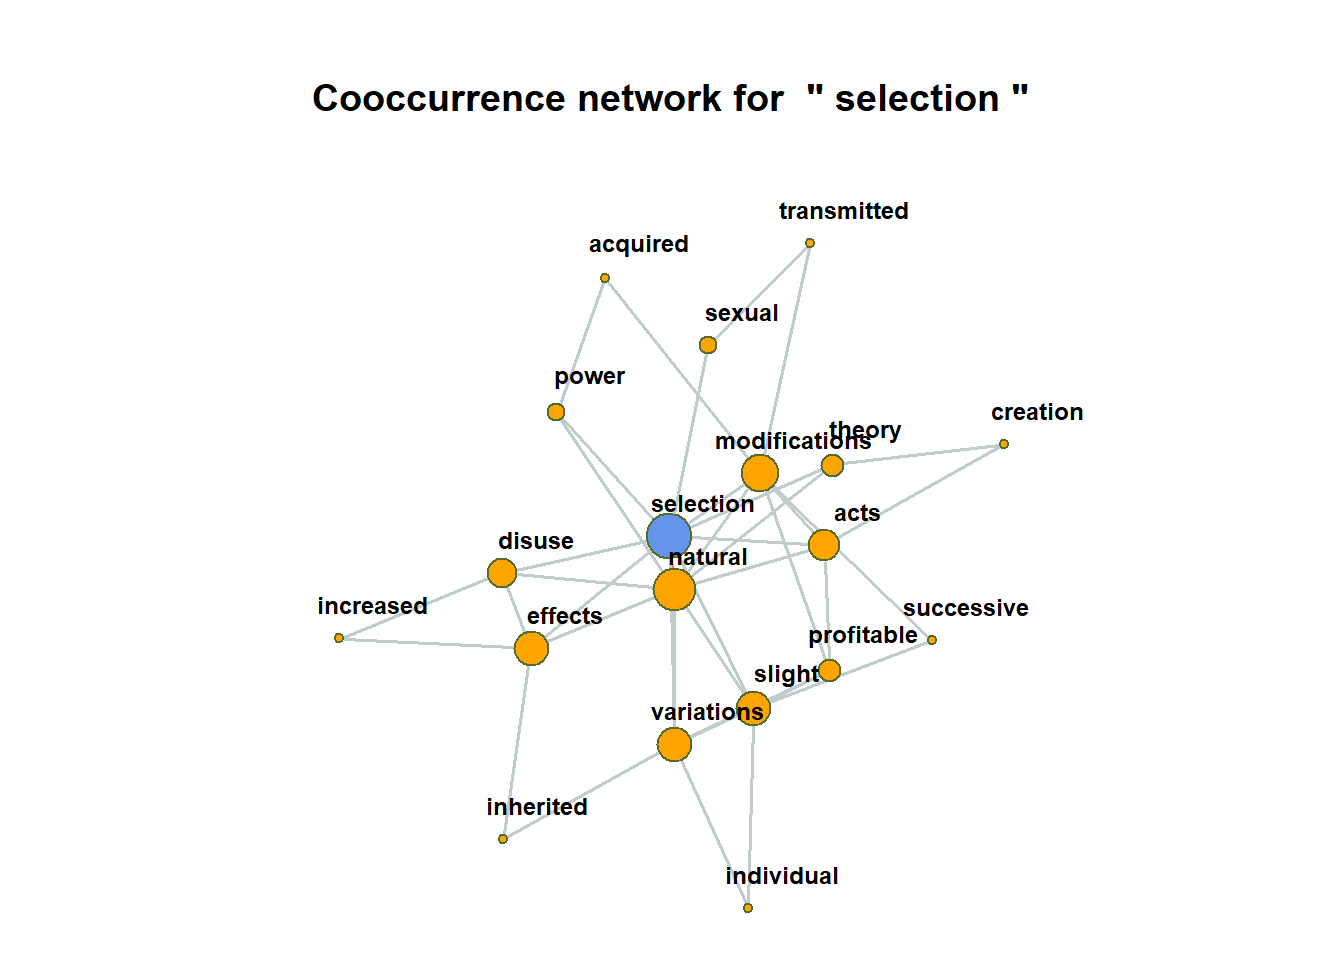 Cooccurrence network for " selection "
transmitted
acquired
sexual
power
creation
theory
modifications
selection
acts
disuse
natural
increased
successive
effects
profitable
slight
variations
inherited
individual